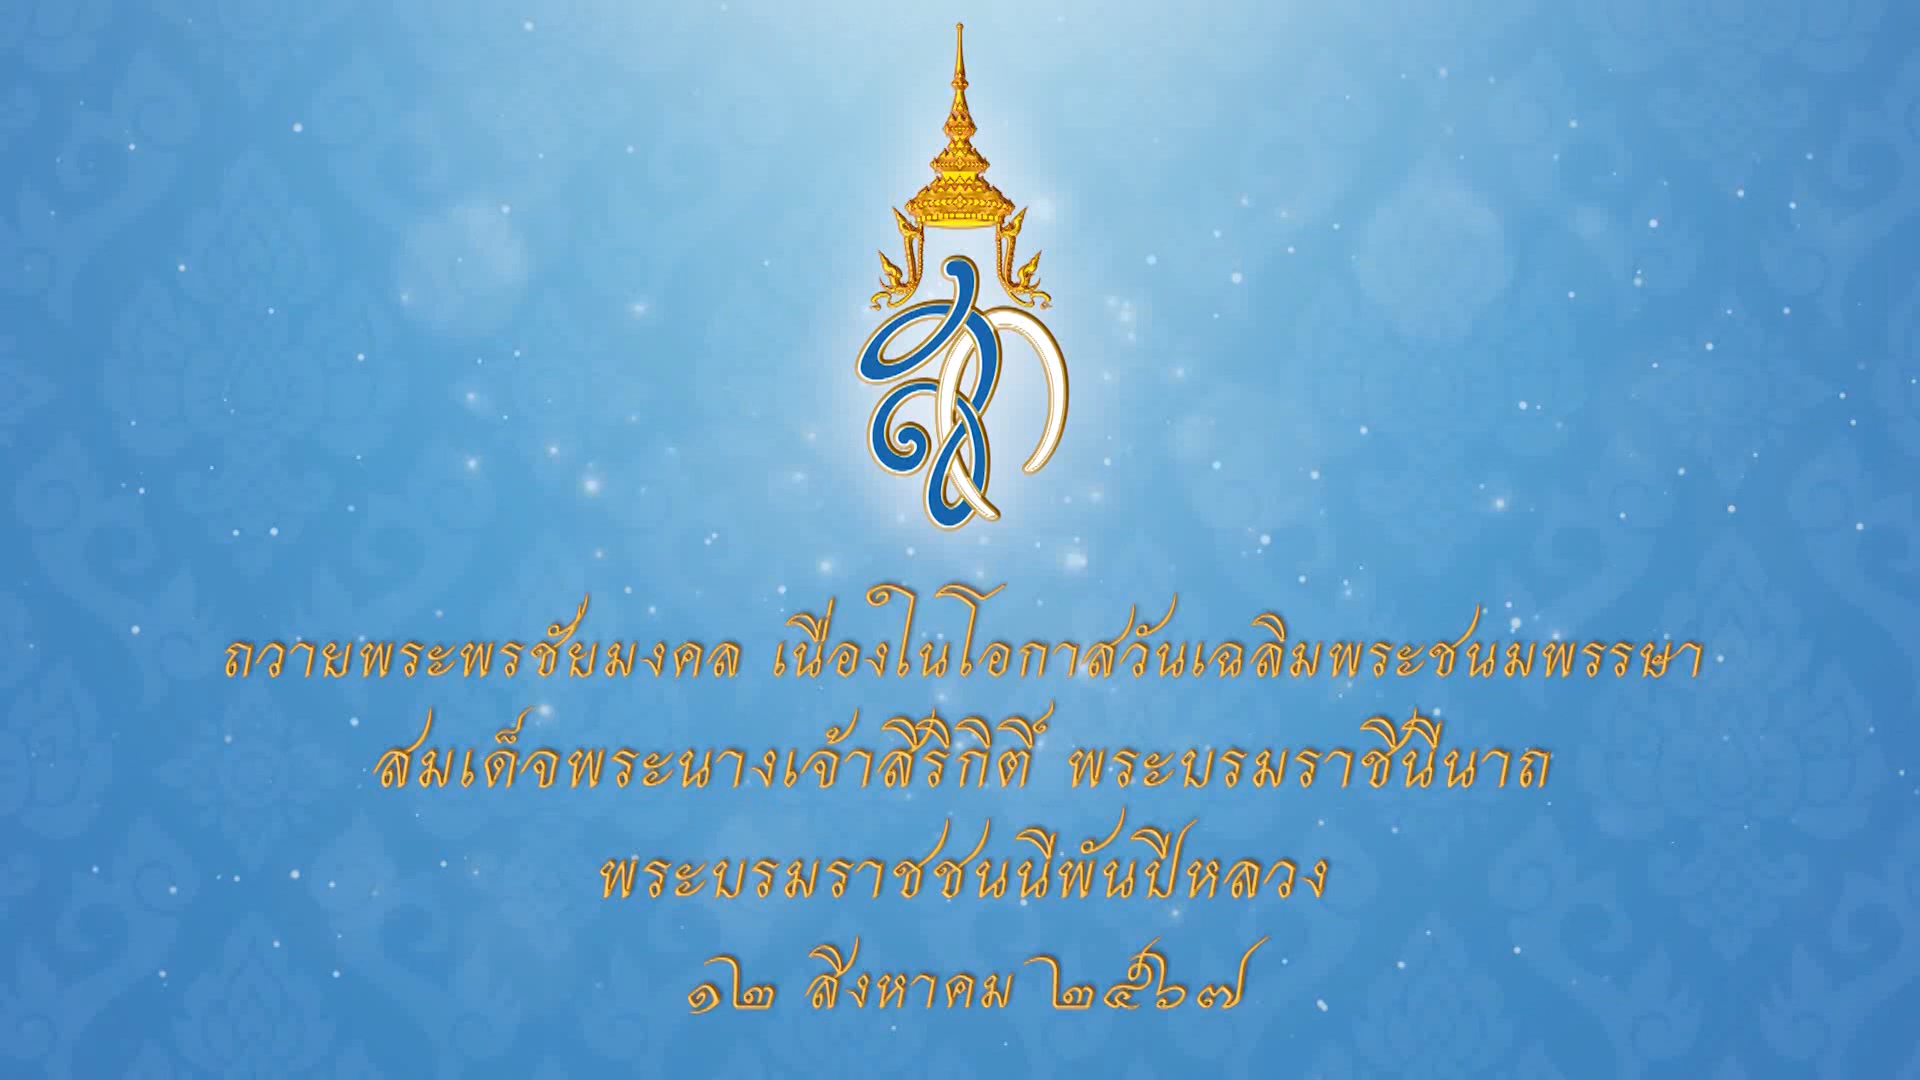 ถวายพระพรชัยมงคล เนื่องในโอกาสวันเฉลิมพระชนมพรรษา
สมเด็จพระนางเจ้าสิริกิติ์ พระบรมราชินีนาถ
พระบรมราชชนนีพันปีหลวง
๑๒ สิงหาคม ๒๕๖๗